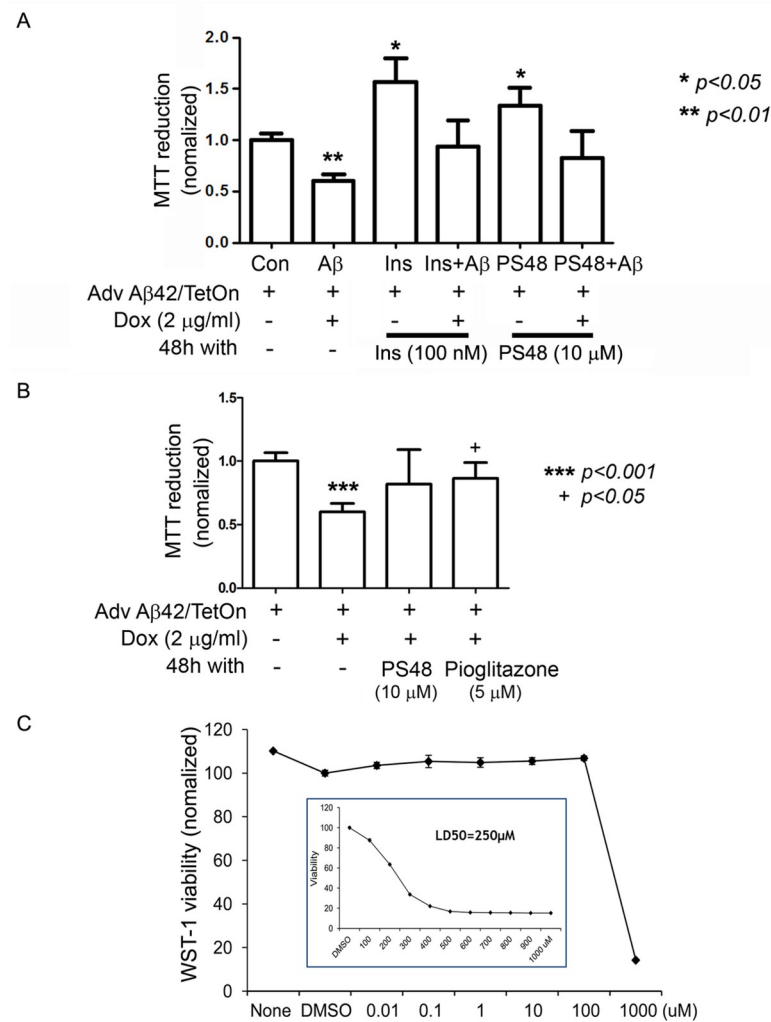 A
2.0
1.5
1.0
0.5
0.0
MTT reduction
(nomalized)
*
**
*
* p<0.05
** p<0.01
Con Aβ Ins Ins+Aβ PS48 PS48+Aβ
Adv Aβ42/TetOn + + + + + +
Dox (2 μg/ml) - + - + - +
48h with - - Ins (100 nM) PS48 (10 μM)
B
1.5
1.0
0.5
0.0
MTT reduction
(nomalized)
***
+
*** p<0.001
+ p<0.05
Adv Aβ42/TetOn + + + +
Dox (2 μg/ml) - + + +
48h with - - PS48 Pioglitazone
(10 μM) (5 μM)
C
120
100
80
60
40
20
0
WST-1 viability (nomalized)
120
100
80
60
40
20
0
Viability
LD50=250μM
DMSO 100 200 300 400 500 600 700 800 900 1000 uM
None DMSO 0.01 0.1 1 10 100 1000 (uM)